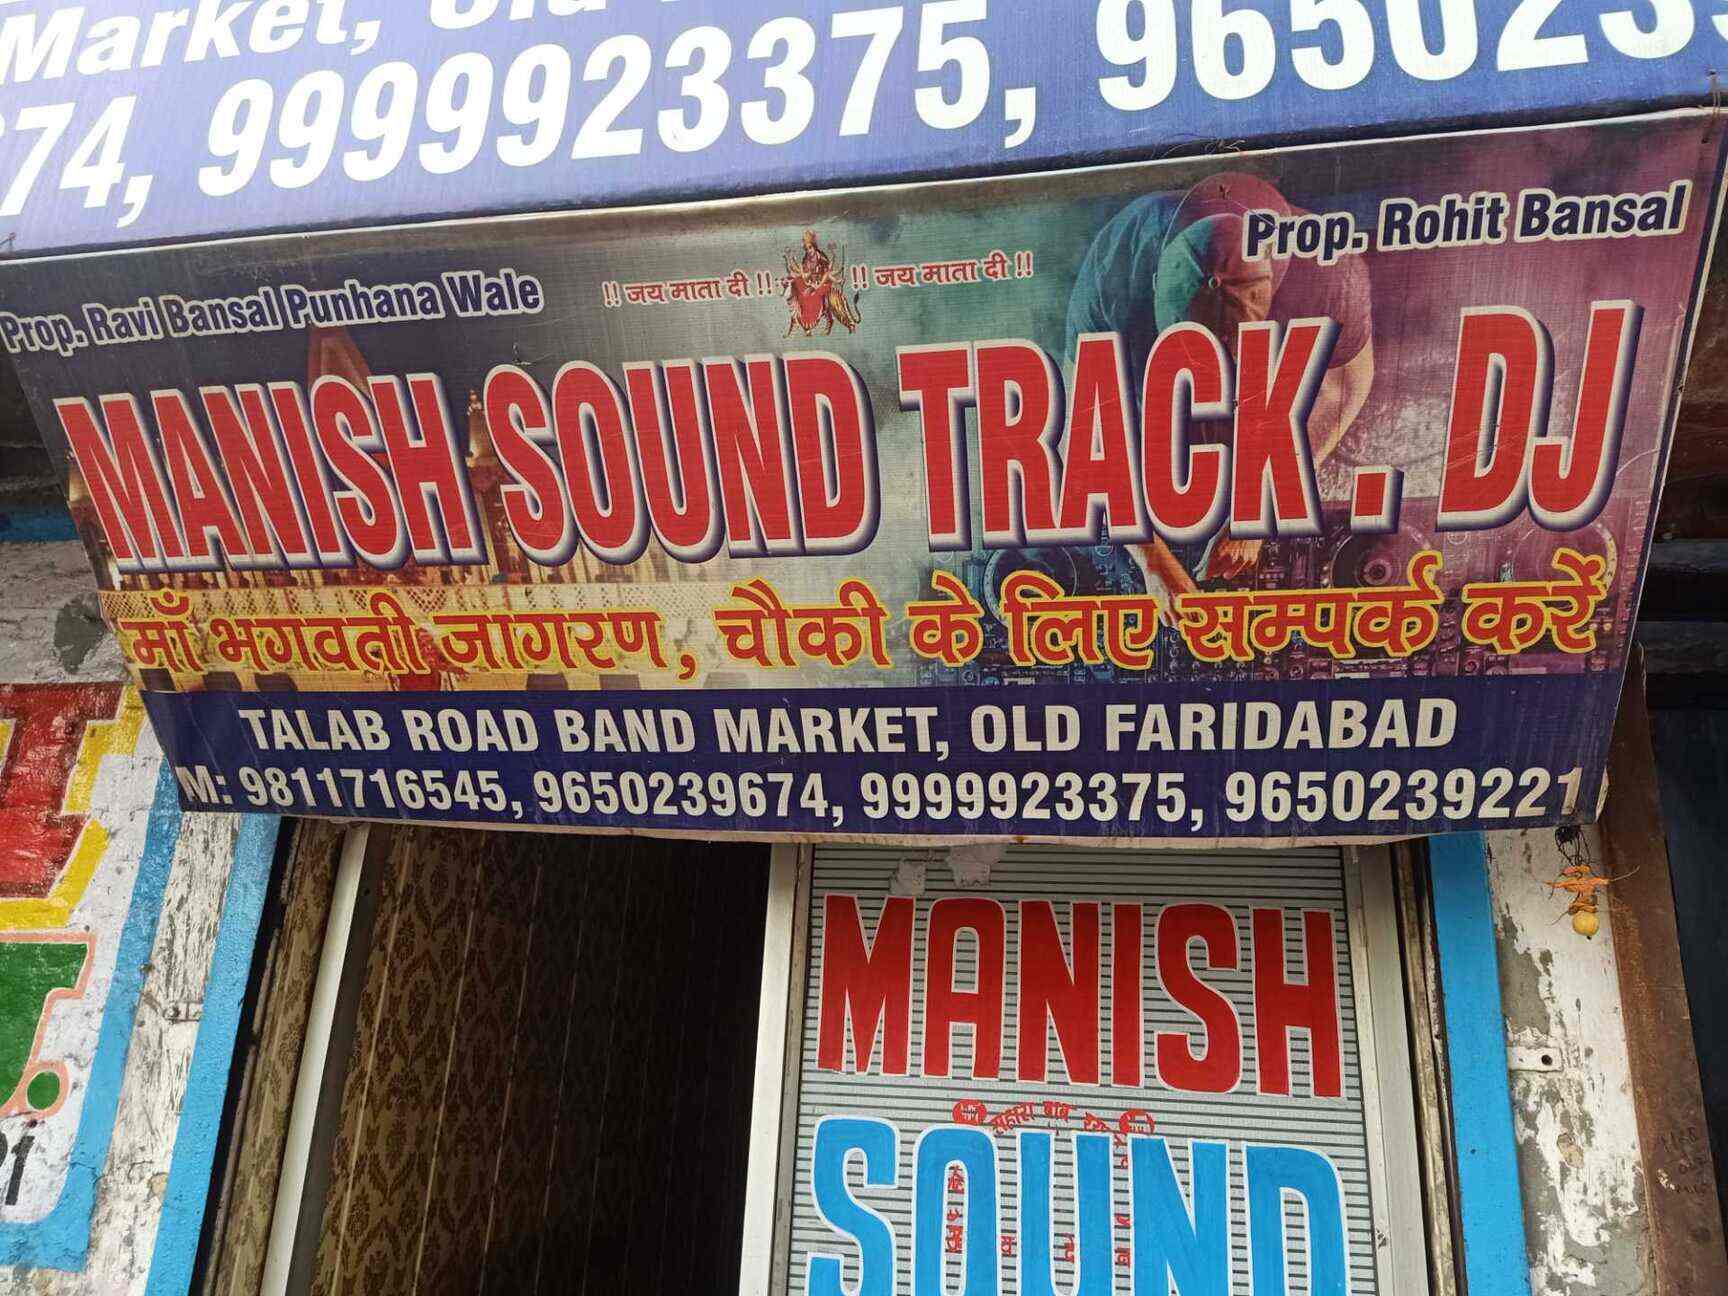 Market,
74, 9999923375, 965023
Prop. Ravi Bansal Punhana Wale
!! जय माता दी !! !! जय माता दी !!
Prop. Rohit Bansal
MANISH SOUND TRACK . DJ
माँ भगवती जागरण, चौकी के लिए सम्पर्क करें
TALAB ROAD BAND MARKET, OLD FARIDABAD
M: 9811716545, 9650239674, 9999923375, 9650239221
MANISH
SOUND